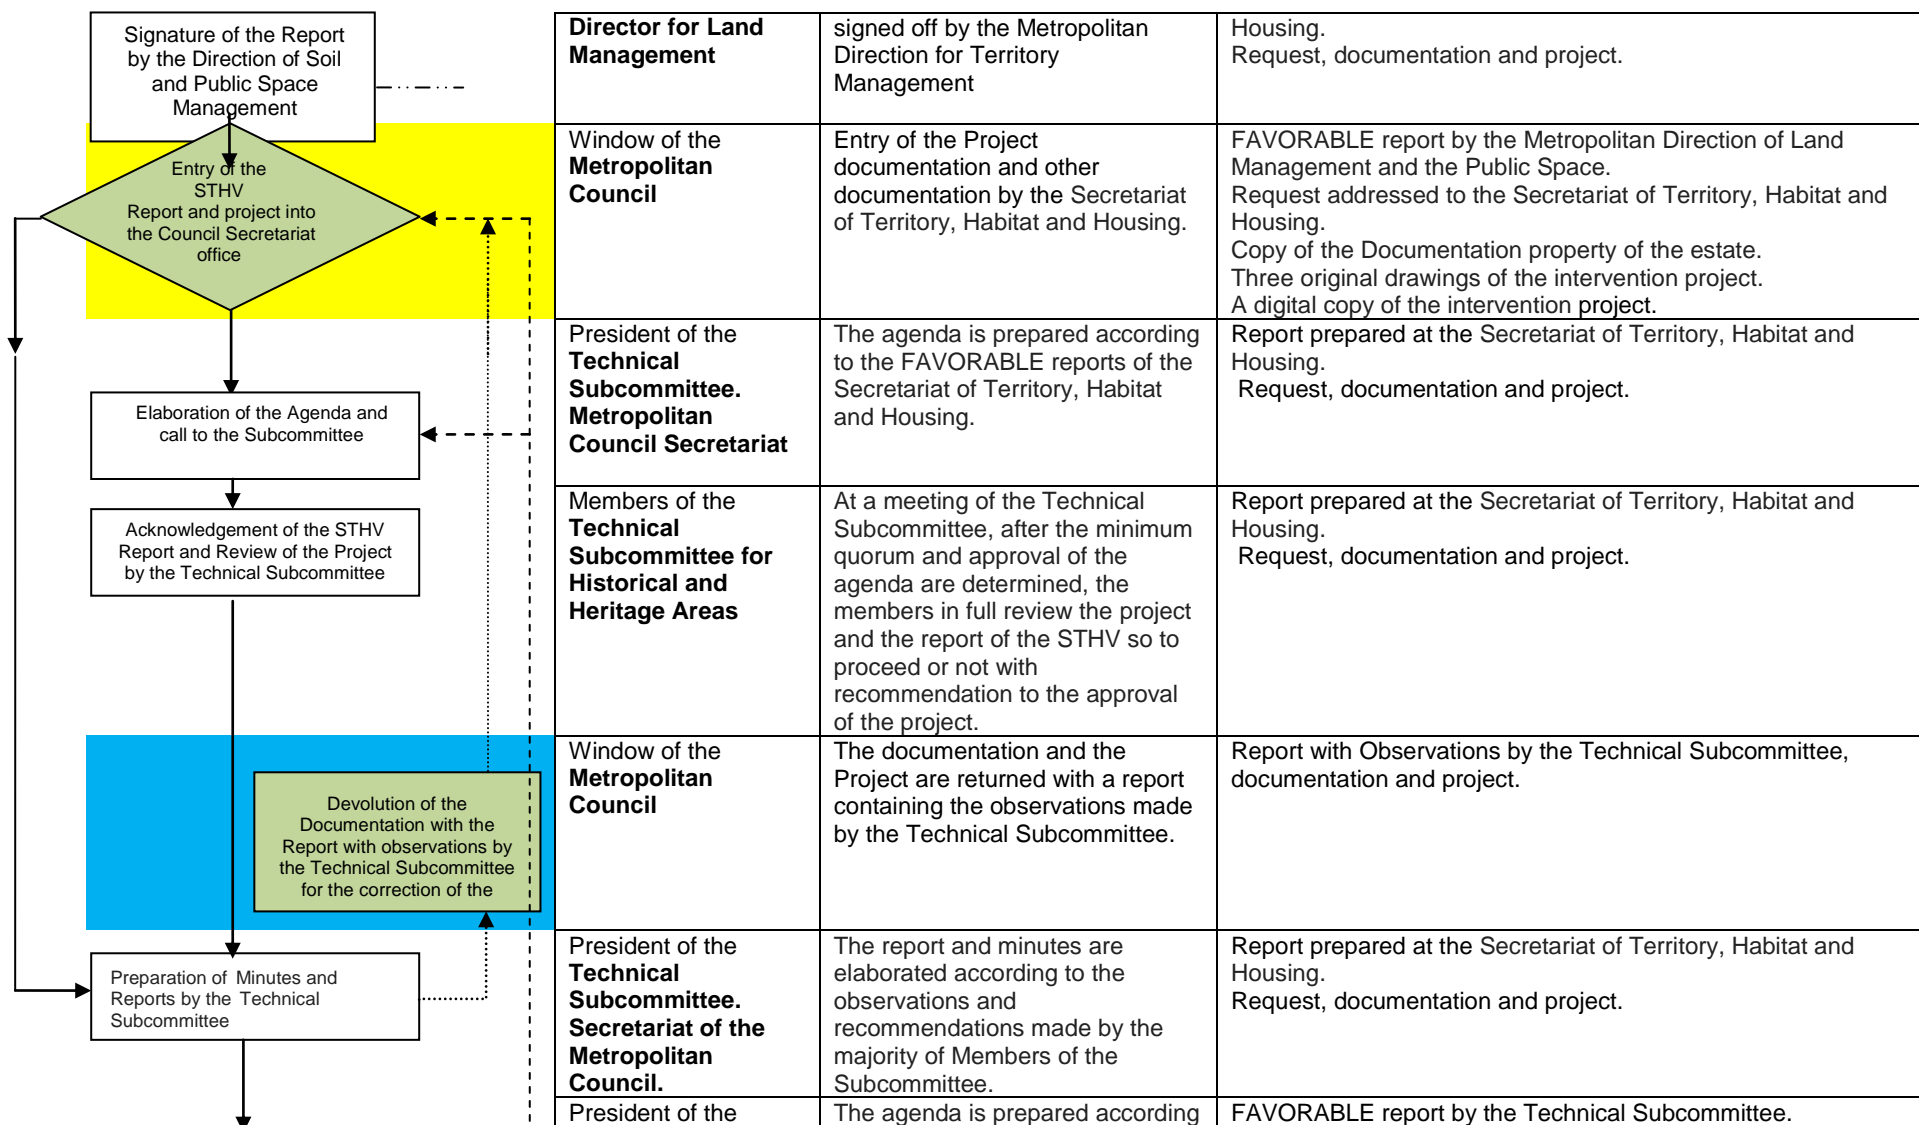 Signature of the Report
by the Direction of Soil
and Public Space
Management
Director for Land
Management
signed off by the Metropolitan
Direction for Territory
Management
Housing.
Request, documentation and project.
Entry of the
STHV
Report and project into
the Council Secretariat
office
Window of the
Metropolitan
Council
Entry of the Project
documentation and other
documentation by the Secretariat
of Territory, Habitat and Housing.
FAVORABLE report by the Metropolitan Direction of Land
Management and the Public Space.
Request addressed to the Secretariat of Territory, Habitat and
Housing.
Copy of the Documentation property of the estate.
Three original drawings of the intervention project.
A digital copy of the intervention project.
Elaboration of the Agenda and
call to the Subcommittee
President of the
Technical
Subcommittee.
Metropolitan
Council Secretariat
The agenda is prepared according
to the FAVORABLE reports of the
Secretariat of Territory, Habitat
and Housing.
Report prepared at the Secretariat of Territory, Habitat and
Housing.
Request, documentation and project.
Acknowledgement of the STHV
Report and Review of the Project
by the Technical Subcommittee
Members of the
Technical
Subcommittee for
Historical and
Heritage Areas
At a meeting of the Technical
Subcommittee, after the minimum
quorum and approval of the
agenda are determined, the
members in full review the project
and the report of the STHV so to
proceed or not with
recommendation to the approval
of the project.
Report prepared at the Secretariat of Territory, Habitat and
Housing.
Request, documentation and project.
Devolution of the
Documentation with the
Report with observations by
the Technical Subcommittee
for the correction of the
Window of the
Metropolitan
Council
The documentation and the
Project are returned with a report
containing the observations made
by the Technical Subcommittee.
Report with Observations by the Technical Subcommittee,
documentation and project.
Preparation of Minutes and
Reports by the Technical
Subcommittee
President of the
Technical
Subcommittee.
Secretariat of the
Metropolitan
Council.
The report and minutes are
elaborated according to the
observations and
recommendations made by the
majority of Members of the
Subcommittee.
Report prepared at the Secretariat of Territory, Habitat and
Housing.
Request, documentation and project.
President of the
The agenda is prepared according
FAVORABLE report by the Technical Subcommittee.